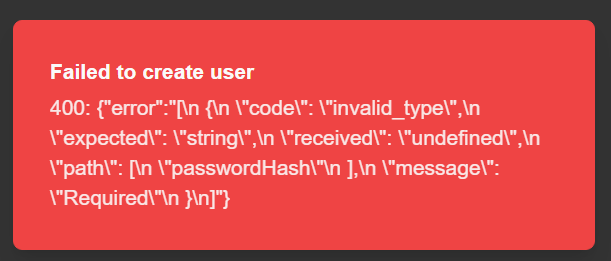 Failed to create user
400: {"error":"[\n {\n \"code\": \"invalid_type\",\n
\"expected\": \"string\",\n \"received\": \"undefined\",\n
\"path\": [\n \"passwordHash\"\n ],\n \"message\":
\"Required\"\n }\n]"}